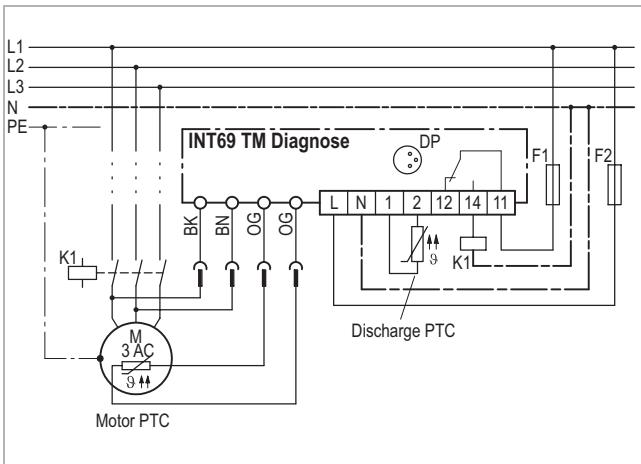 L1
L2
L3
N
PE
INT69 TM Diagnose
DP
F1
F2
L N 1 2 12 14 11
BK BN OG OG
K1
ϑ
K1
Discharge PTC
M
3 AC
ϑ
Motor PTC